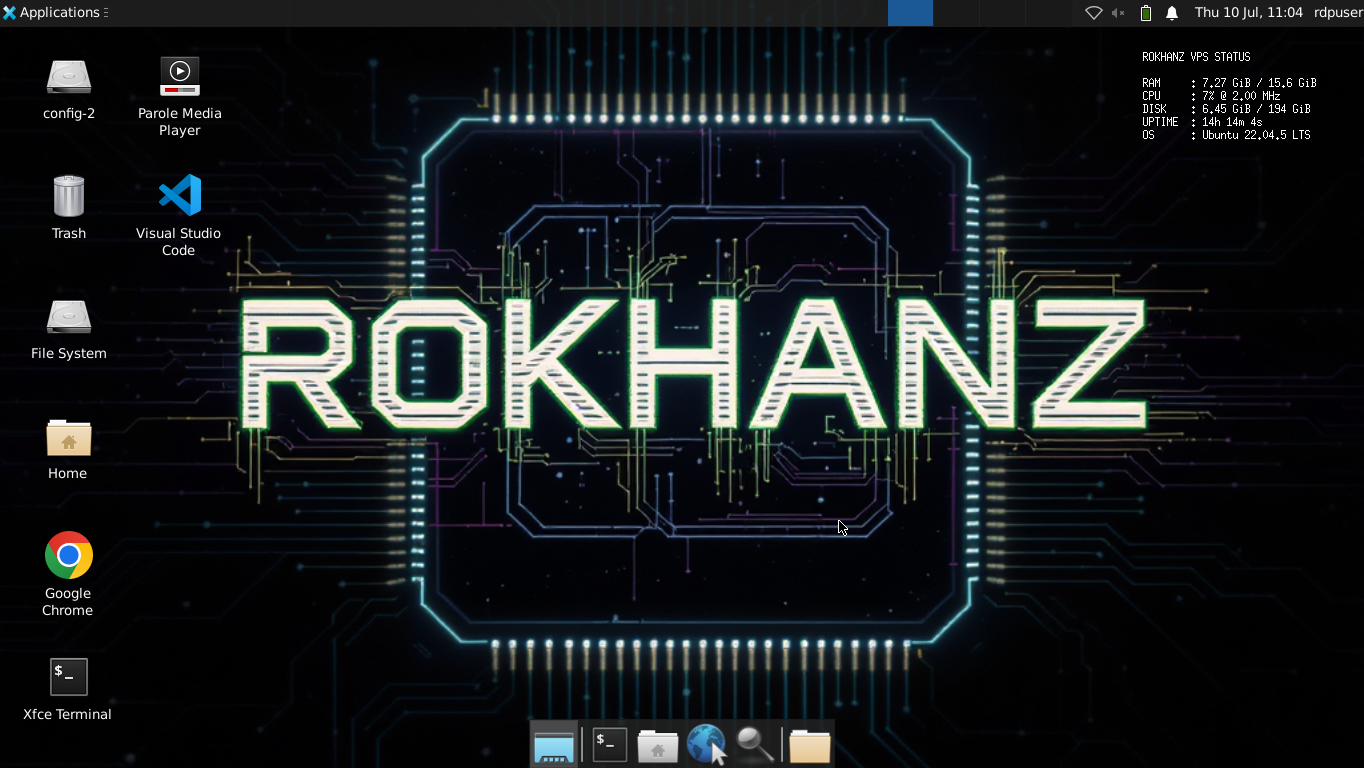 Applications
Thu 10 Jul, 11:04 rdpuser
ROKHANZ VPS STATUS
RAM : 7.27 GiB / 15.6 GiB
CPU : 7% @ 2.00 MHz
DISK : 6.45 GiB / 194 GiB
UPTIME : 14h 14m 4s
OS : Ubuntu 22.04.5 LTS
config-2
Parole Media
Player
Trash
Visual Studio
Code
File System
ROKHANZ
Home
Google
Chrome
$_
Xfce Terminal
$_